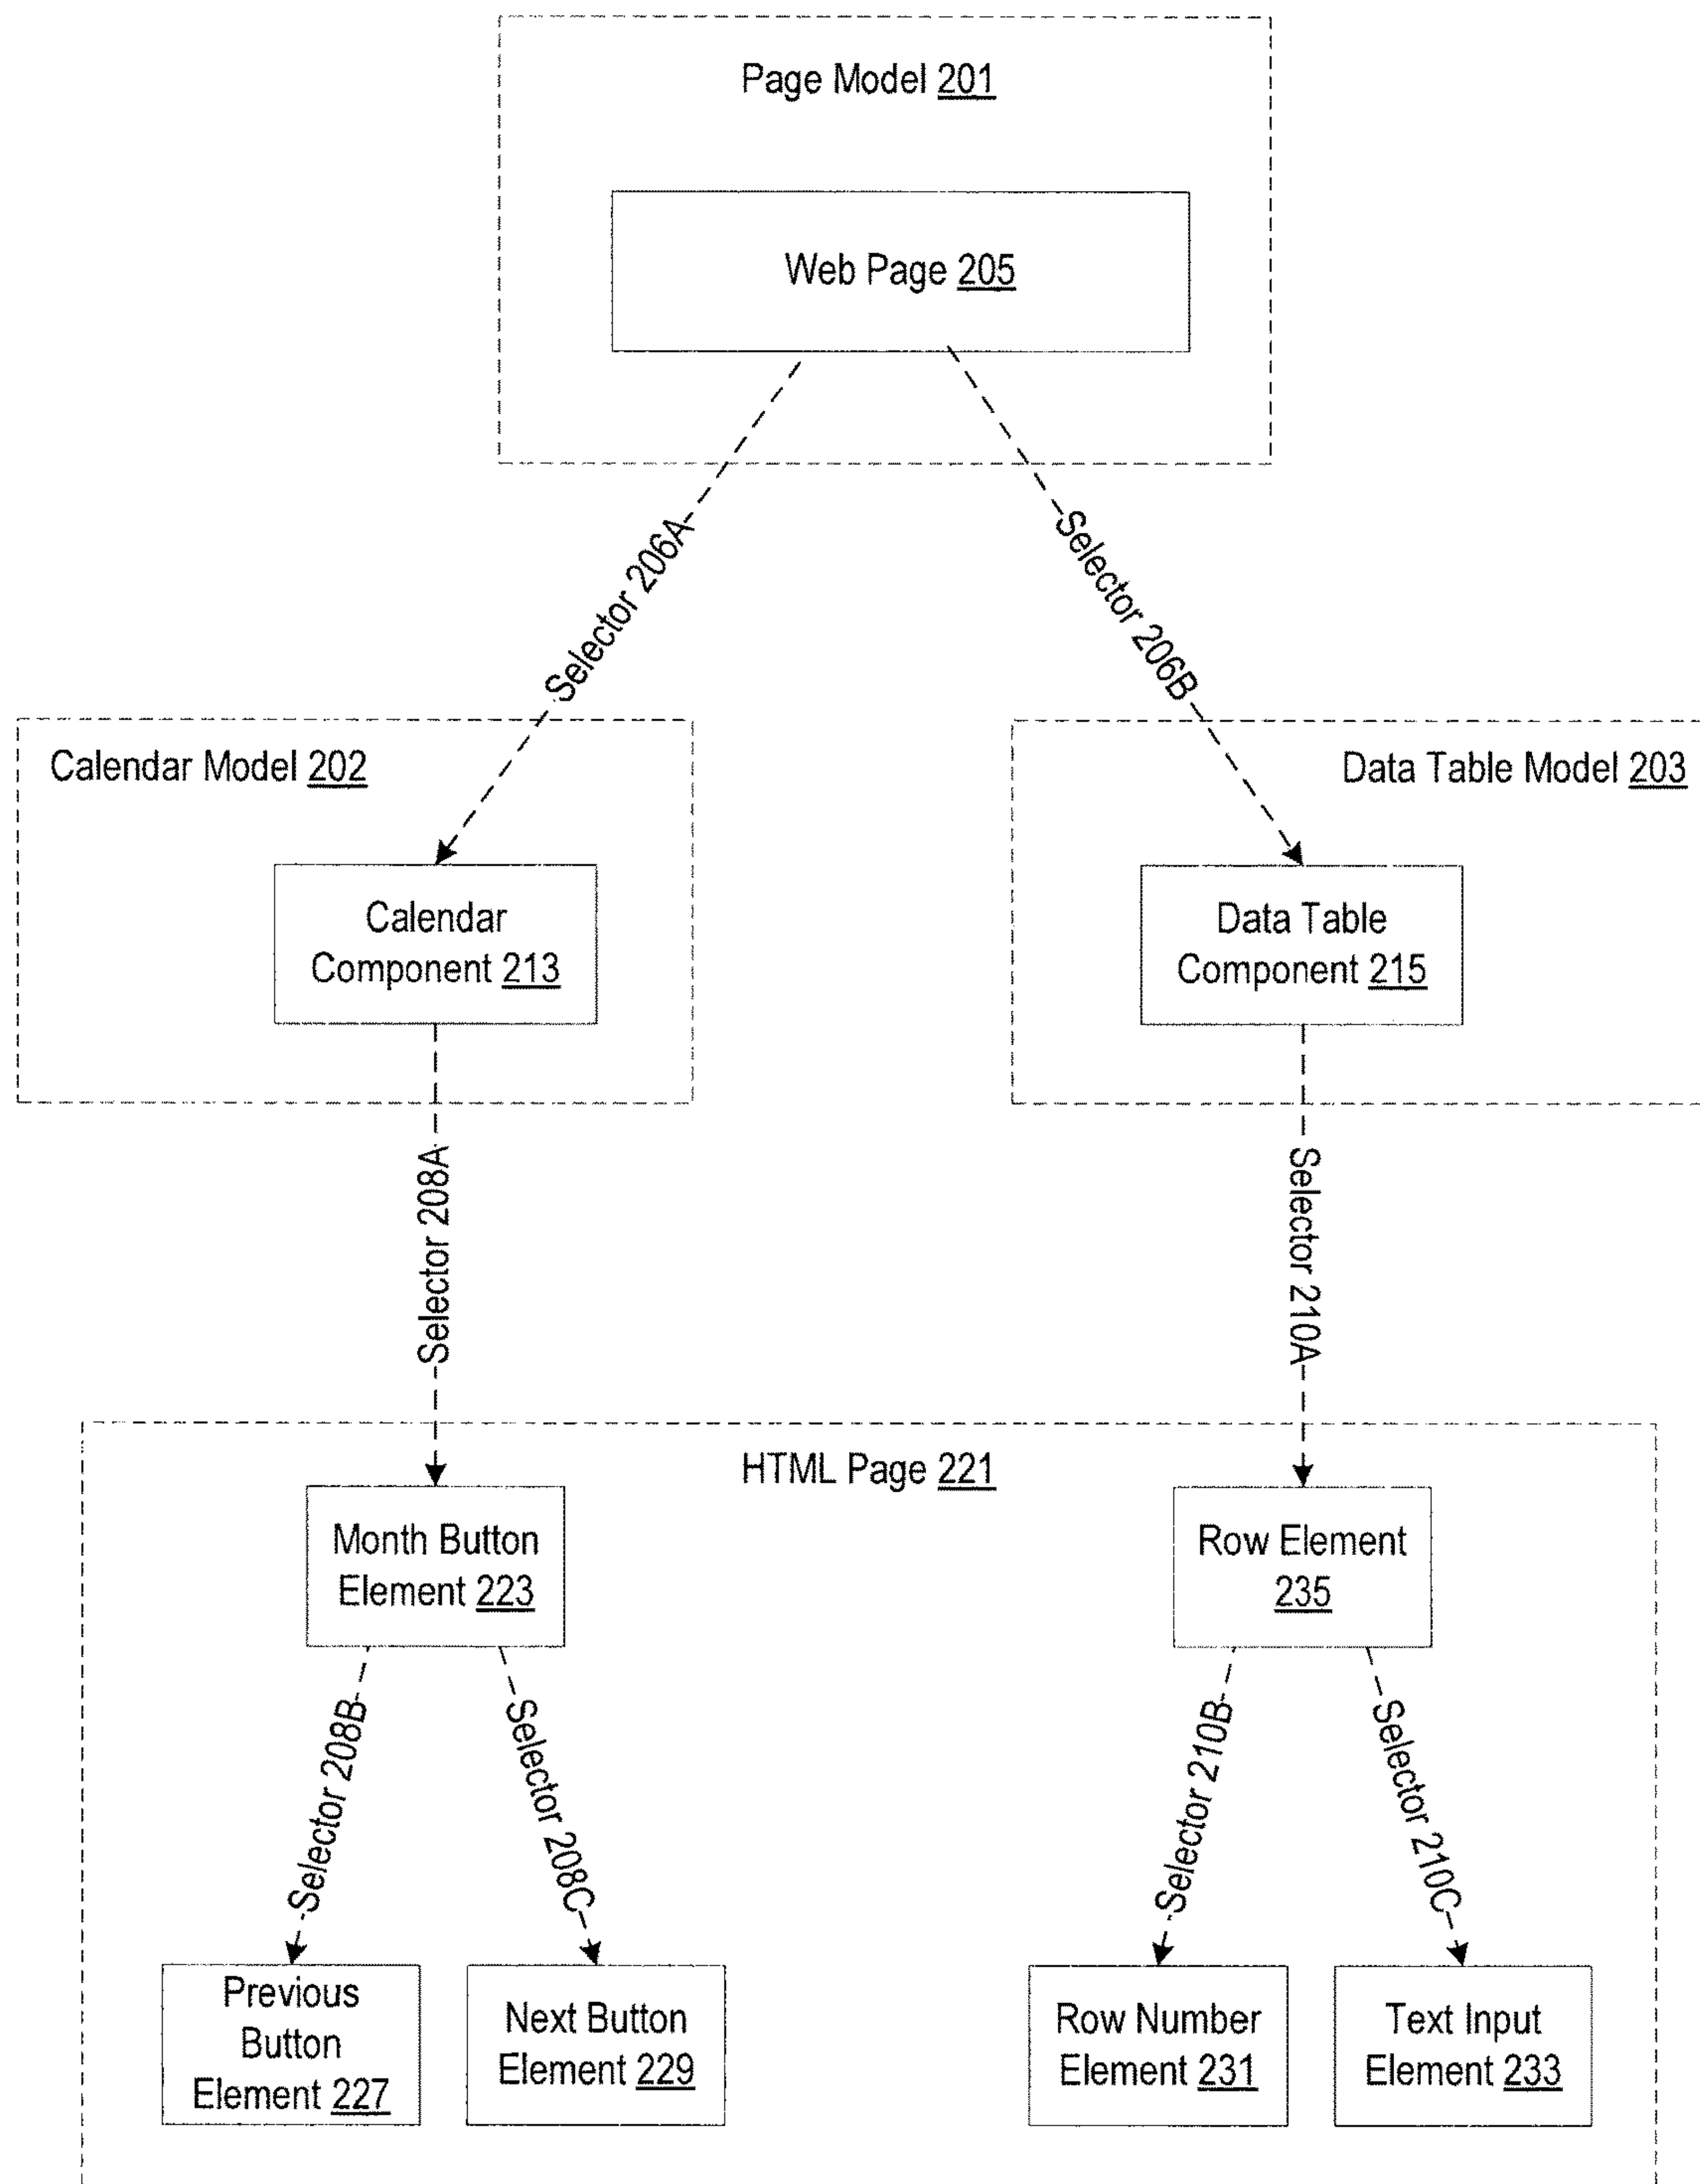 Page Model 201
Web Page 205
Selector 206A
Selector 206B
Calendar Model 202
Data Table Model 203
Calendar
Component 213
Data Table
Component 215
Selector 208A
Selector 210A
HTML Page 221
Month Button
Element 223
Row Element
235
Selector 208B
Selector 208C
Selector 210B
Selector 210C
Previous
Button
Element 227
Next Button
Element 229
Row Number
Element 231
Text Input
Element 233